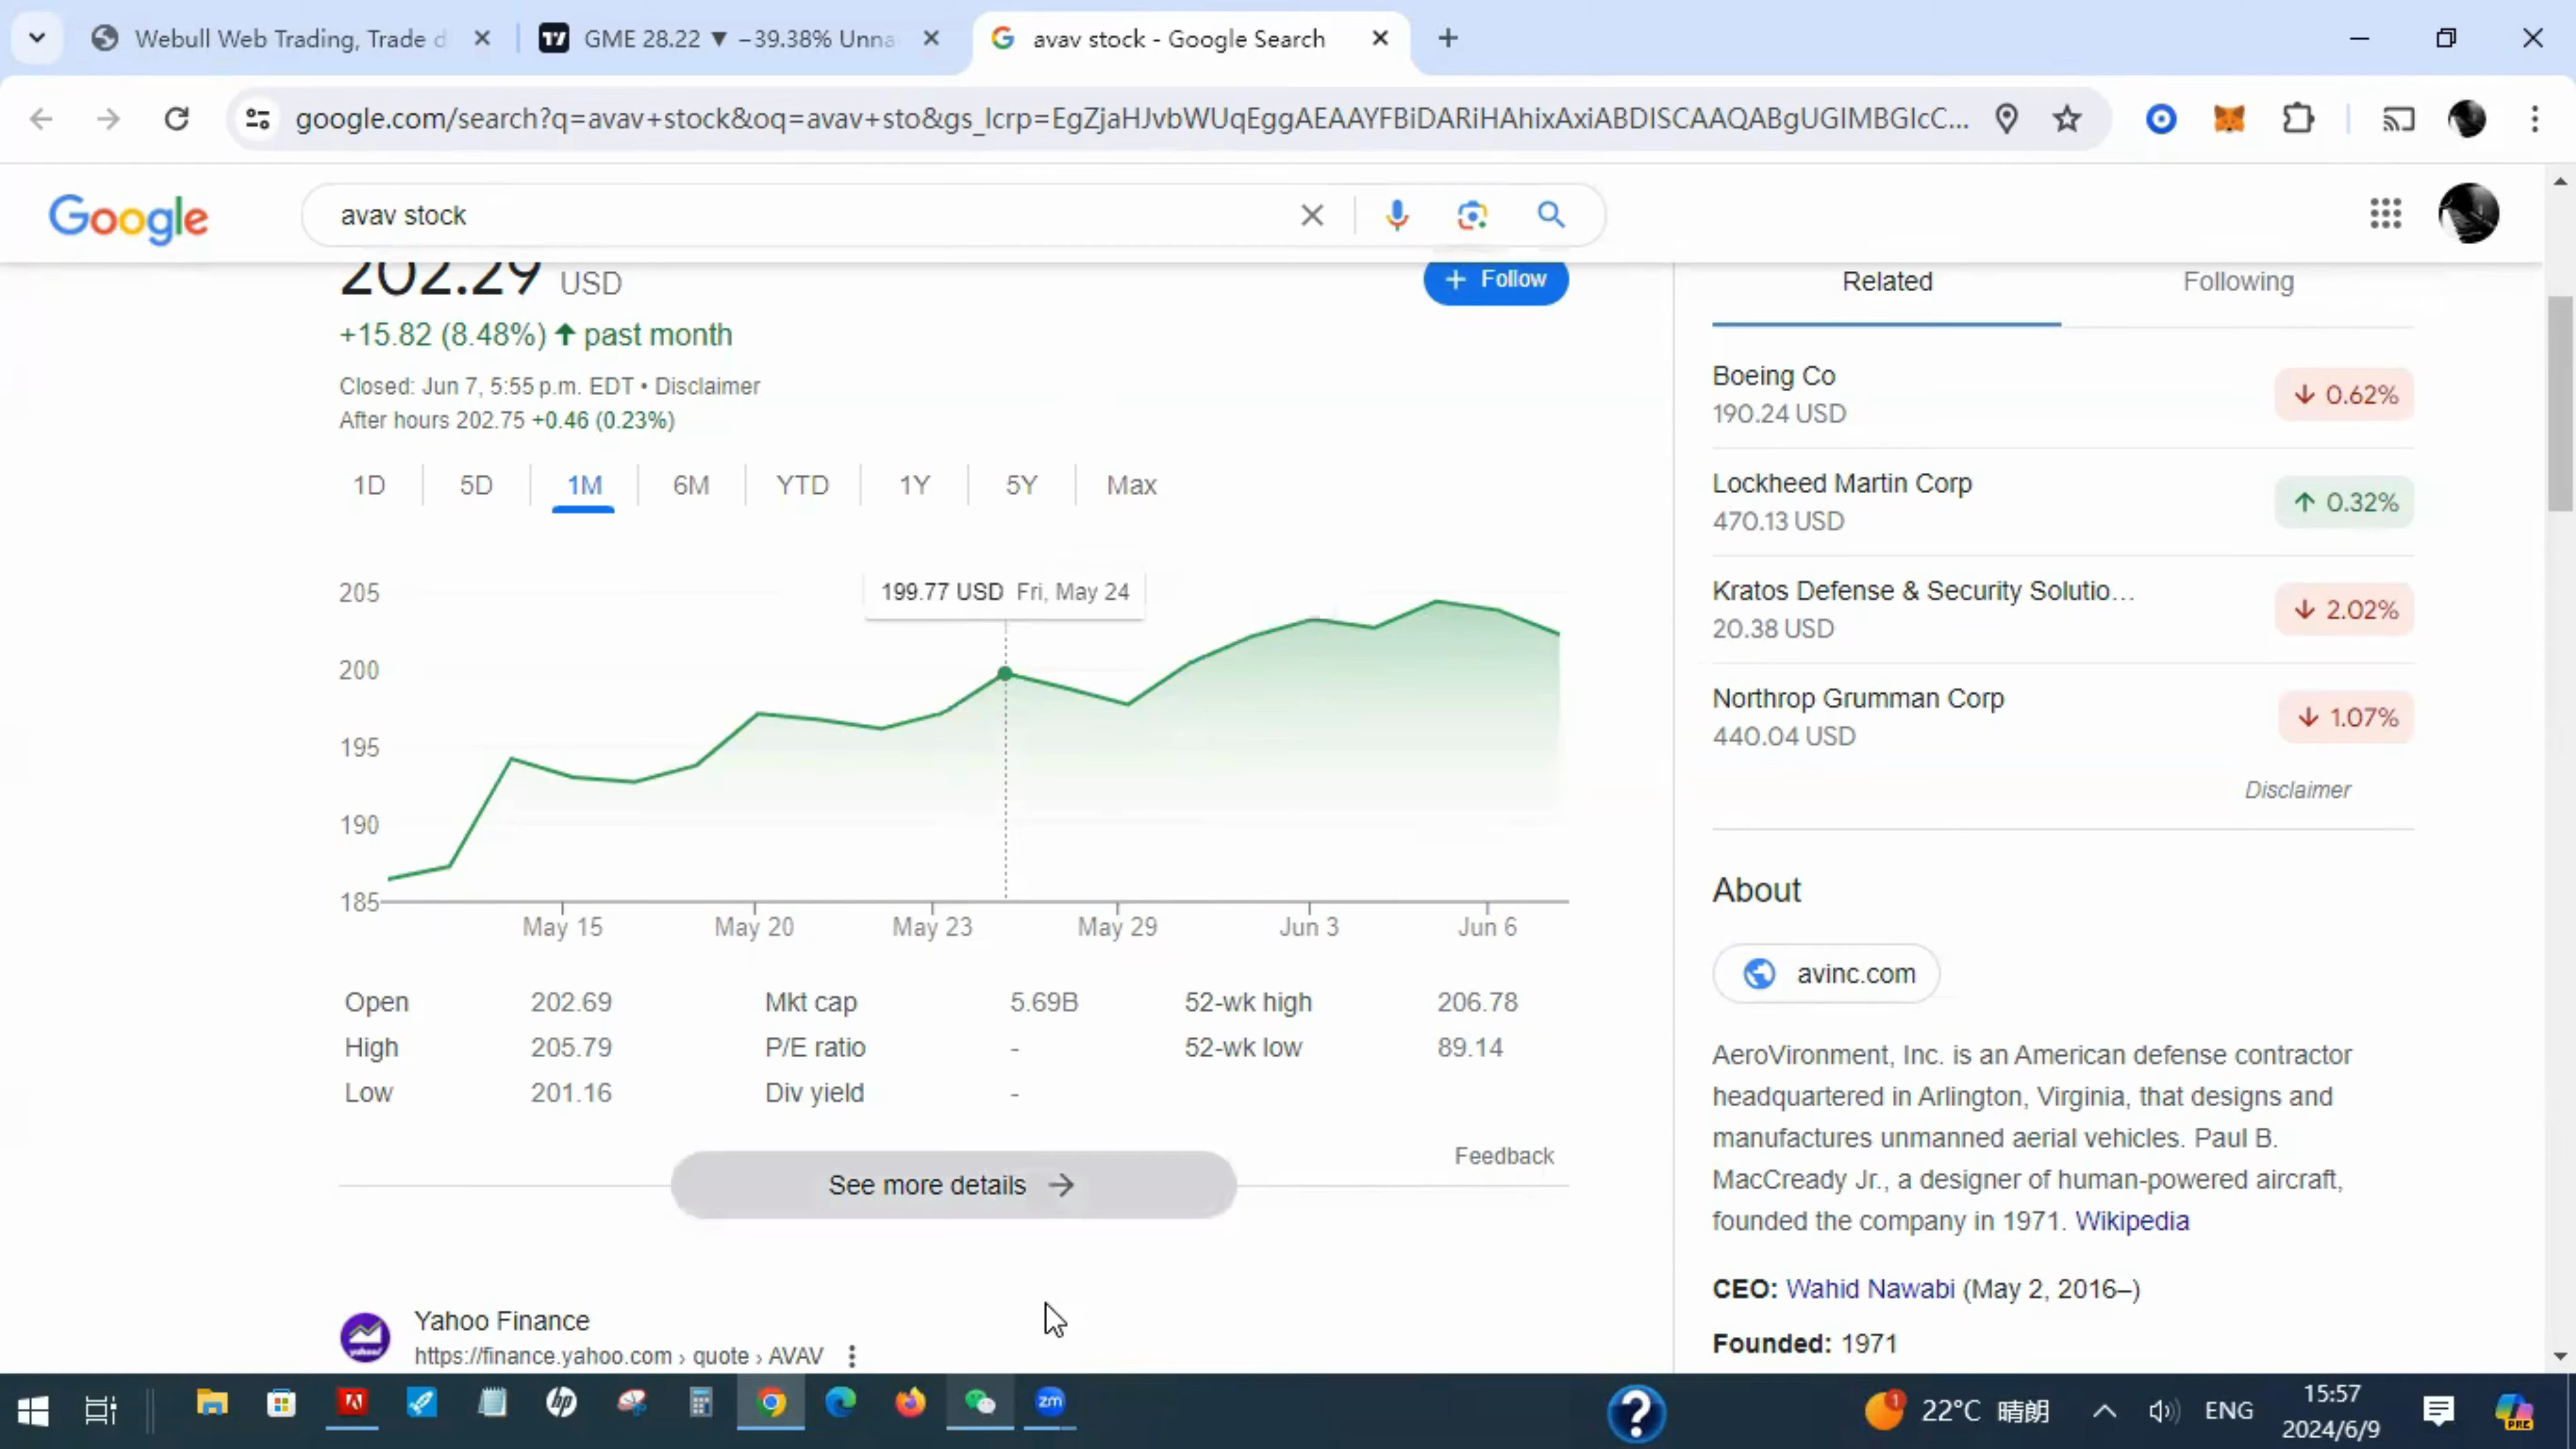 Webull Web Trading, Trade d
GME 28.22 ▼ −39.38% Unna
avav stock - Google Search
google.com/search?q=avav+stock&oq=avav+sto&gs_lcrp=EgZjaHJvbWUqEggAEAAYFBiDARiHAhixAxiABDISCAAQABgUGIMBGIcC...
Google
avav stock
202.29 USD
+ Follow
+15.82 (8.48%) ↑ past month
Closed: Jun 7, 5:55 p.m. EDT • Disclaimer
After hours 202.75 +0.46 (0.23%)
1D 5D 1M 6M YTD 1Y 5Y Max
199.77 USD Fri, May 24
205
200
195
190
185
May 15 May 20 May 23 May 29 Jun 3 Jun 6
Open 202.69 Mkt cap 5.69B 52-wk high 206.78
High 205.79 P/E ratio - 52-wk low 89.14
Low 201.16 Div yield -
Feedback
See more details →
Yahoo Finance
https://finance.yahoo.com › quote › AVAV
Related Following
Boeing Co
190.24 USD
↓ 0.62%
Lockheed Martin Corp
470.13 USD
↑ 0.32%
Kratos Defense & Security Solutio...
20.38 USD
↓ 2.02%
Northrop Grumman Corp
440.04 USD
↓ 1.07%
Disclaimer
About
avinc.com
AeroVironment, Inc. is an American defense contractor
headquartered in Arlington, Virginia, that designs and
manufactures unmanned aerial vehicles. Paul B.
MacCready Jr., a designer of human-powered aircraft,
founded the company in 1971. Wikipedia
CEO: Wahid Nawabi (May 2, 2016–)
Founded: 1971
hp
zm
?
1
22°C 晴朗
ENG
15:57
2024/6/9
PRE